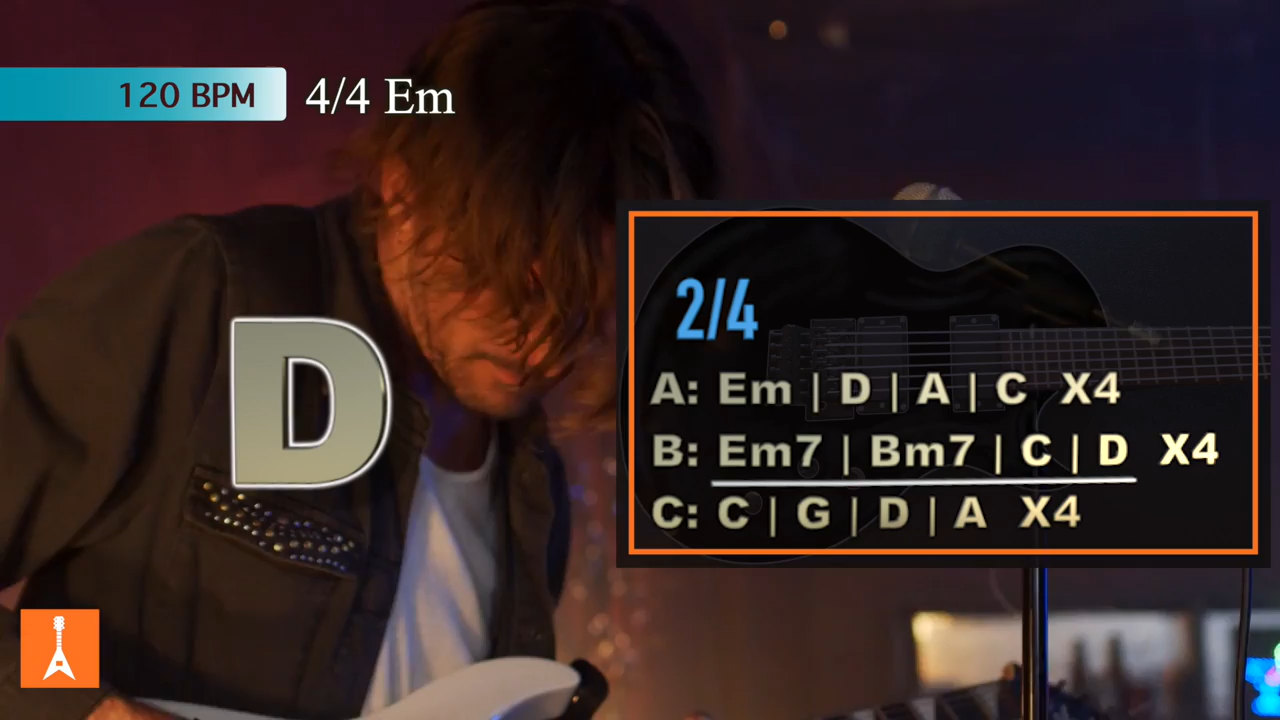 120 BPM 4/4 Em
D
2/4
A: Em | D | A | C X4
B: Em7 | Bm7 | C | D X4
C: C | G | D | A X4